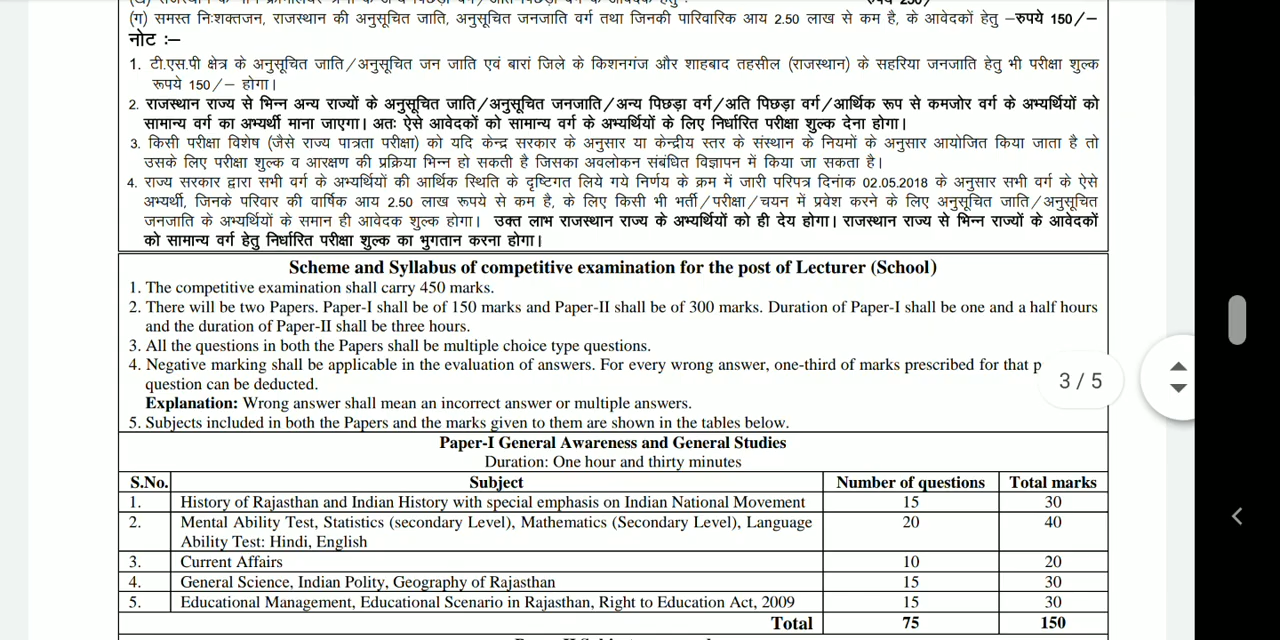 (ग) समस्त निःशक्तजन, राजस्थान की अनुसूचित जाति, अनुसूचित जनजाति वर्ग तथा जिनकी पारिवारिक आय 2.50 लाख से कम है, के आवेदकों हेतु –रुपये 150/–
नोट :–
1. टी.एस.पी क्षेत्र के अनुसूचित जाति/अनुसूचित जन जाति एवं बारां जिले के किशनगंज और शाहबाद तहसील (राजस्थान) के सहरिया जनजाति हेतु भी परीक्षा शुल्क
रूपये 150/– होगा।
2. राजस्थान राज्य से भिन्न अन्य राज्यों के अनुसूचित जाति/अनुसूचित जनजाति/अन्य पिछड़ा वर्ग/अति पिछड़ा वर्ग/आर्थिक रूप से कमजोर वर्ग के अभ्यर्थियों को
सामान्य वर्ग का अभ्यर्थी माना जाएगा। अतः ऐसे आवेदकों को सामान्य वर्ग के अभ्यर्थियों के लिए निर्धारित परीक्षा शुल्क देना होगा।
3. किसी परीक्षा विशेष (जैसे राज्य पात्रता परीक्षा) को यदि केन्द्र सरकार के अनुसार या केन्द्रीय स्तर के संस्थान के नियमों के अनुसार आयोजित किया जाता है तो
उसके लिए परीक्षा शुल्क व आरक्षण की प्रक्रिया भिन्न हो सकती है जिसका अवलोकन संबंधित विज्ञापन में किया जा सकता है।
4. राज्य सरकार द्वारा सभी वर्ग के अभ्यर्थियों की आर्थिक स्थिति के दृष्टिगत लिये गये निर्णय के क्रम में जारी परिपत्र दिनांक 02.05.2018 के अनुसार सभी वर्ग के ऐसे
अभ्यर्थी, जिनके परिवार की वार्षिक आय 2.50 लाख रूपये से कम है, के लिए किसी भी भर्ती/परीक्षा/चयन में प्रवेश करने के लिए अनुसूचित जाति/अनुसूचित
जनजाति के अभ्यर्थियों के समान ही आवेदक शुल्क होगा। उक्त लाभ राजस्थान राज्य के अभ्यर्थियों को ही देय होगा। राजस्थान राज्य से भिन्न राज्यों के आवेदकों
को सामान्य वर्ग हेतु निर्धारित परीक्षा शुल्क का भुगतान करना होगा।
Scheme and Syllabus of competitive examination for the post of Lecturer (School)
1. The competitive examination shall carry 450 marks.
2. There will be two Papers. Paper-I shall be of 150 marks and Paper-II shall be of 300 marks. Duration of Paper-I shall be one and a half hours
and the duration of Paper-II shall be three hours.
3. All the questions in both the Papers shall be multiple choice type questions.
4. Negative marking shall be applicable in the evaluation of answers. For every wrong answer, one-third of marks prescribed for that p
question can be deducted.
Explanation: Wrong answer shall mean an incorrect answer or multiple answers.
5. Subjects included in both the Papers and the marks given to them are shown in the tables below.
3 / 5
Paper-I General Awareness and General Studies
Duration: One hour and thirty minutes
S.No. Subject Number of questions Total marks
1. History of Rajasthan and Indian History with special emphasis on Indian National Movement 15 30
2. Mental Ability Test, Statistics (secondary Level), Mathematics (Secondary Level), Language 20 40
Ability Test: Hindi, English
3. Current Affairs 10 20
4. General Science, Indian Polity, Geography of Rajasthan 15 30
5. Educational Management, Educational Scenario in Rajasthan, Right to Education Act, 2009 15 30
Total 75 150